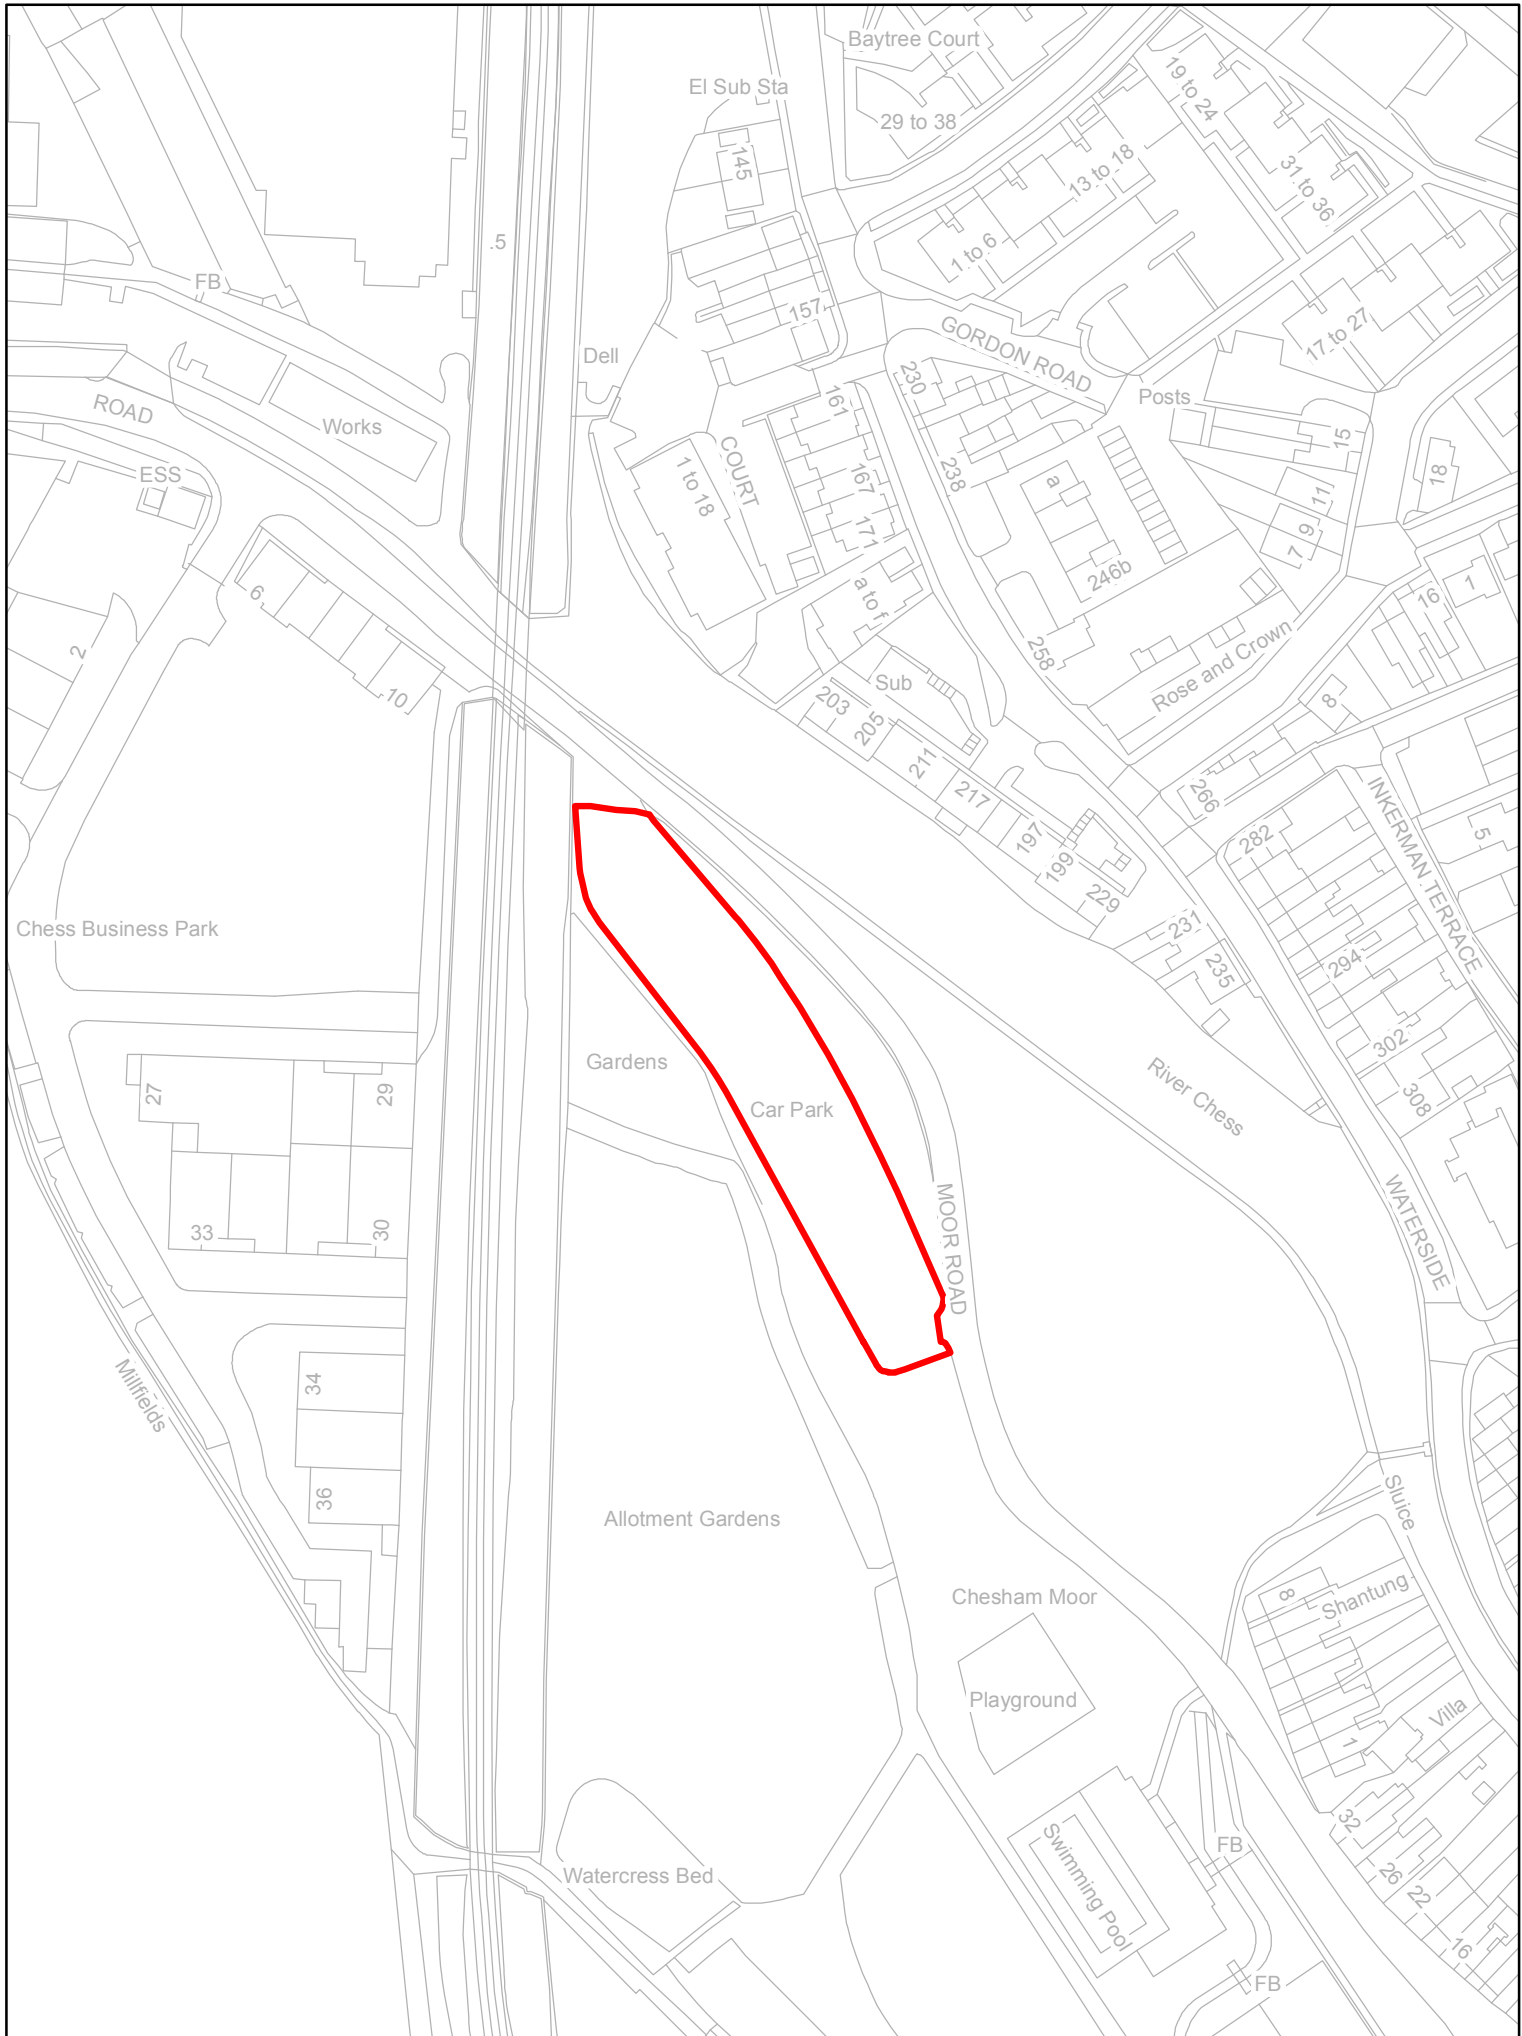 Baytree Court
El Sub Sta
19 to 24
29 to 38
145
13 to 18
31 to 36
.5
1 to 6
FB
157
GORDON ROAD
17 to 27
Dell
230
Posts
ROAD
161
Works
15
COURT
238
167
ESS
1 to 18
a
18
11
171
9
7
246b
6
a to f
16
1
2
258
Rose and Crown
Sub
10
203
8
205
211
217
266
INKERMAN TERRACE
197
282
5
199
229
Chess Business Park
231
294
235
302
Gardens
27
29
River Chess
308
Car Park
WATERSIDE
33
30
MOOR ROAD
Millfields
34
36
Sluice
Allotment Gardens
Chesham Moor
8
Shantung
Playground
Villa
1
32
FB
Swimming Pool
Watercress Bed
26
22
16
FB